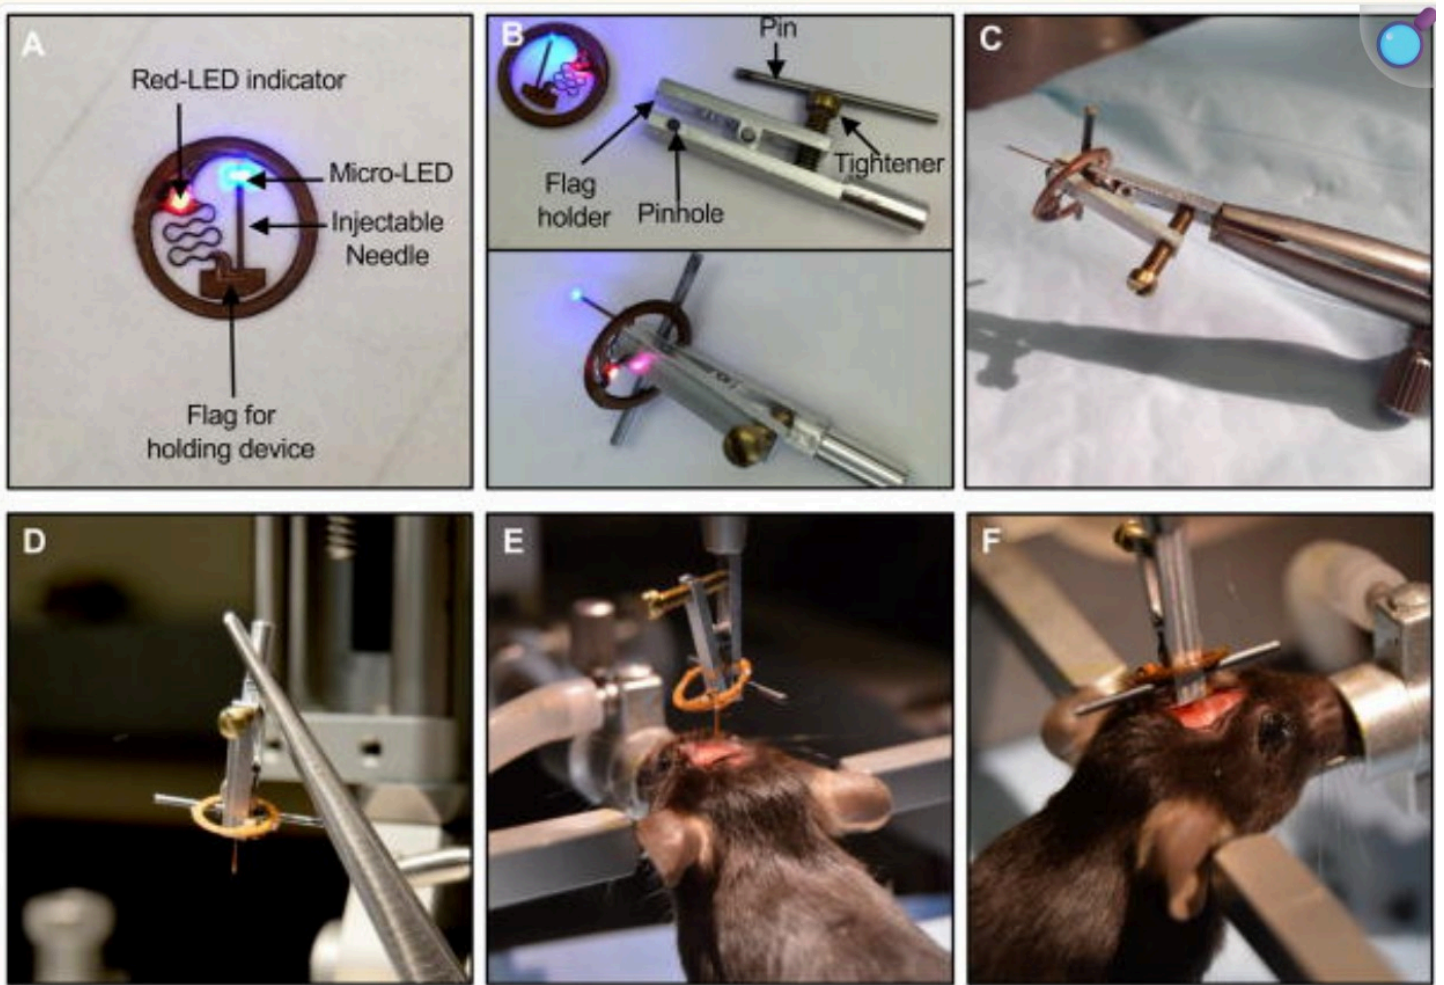 A
Red-LED indicator
Micro-LED
Injectable
Needle
Flag for
holding device
B
Pin
Tightener
Flag
holder
Pinhole
C
D
E
F